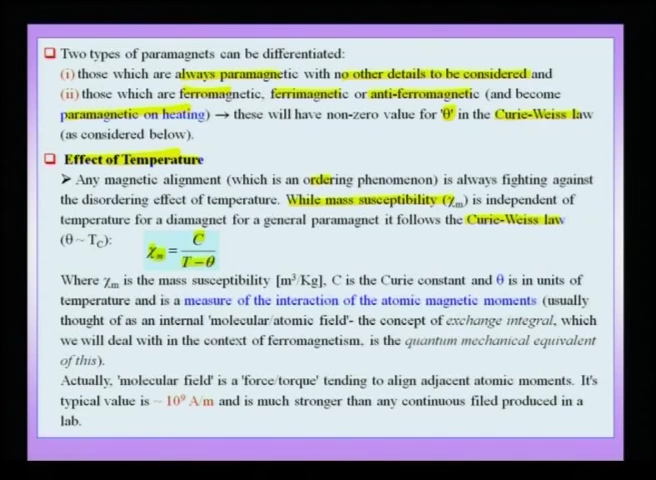 Two types of paramagnets can be differentiated:
(i) those which are always paramagnetic with no other details to be considered and
(ii) those which are ferromagnetic, ferrimagnetic or anti-ferromagnetic (and become
paramagnetic on heating) → these will have non-zero value for 'θ' in the Curie-Weiss law
(as considered below).
Effect of Temperature
➤ Any magnetic alignment (which is an ordering phenomenon) is always fighting against
the disordering effect of temperature. While mass susceptibility (χm) is independent of
temperature for a diamagnet for a general paramagnet it follows the Curie-Weiss law
(θ ~ TC):
χm = C / (T − θ)
Where χm is the mass susceptibility [m³/Kg], C is the Curie constant and θ is in units of
temperature and is a measure of the interaction of the atomic magnetic moments (usually
thought of as an internal 'molecular/atomic field'- the concept of exchange integral, which
we will deal with in the context of ferromagnetism, is the quantum mechanical equivalent
of this).
Actually, 'molecular field' is a 'force/torque' tending to align adjacent atomic moments. It's
typical value is ~ 10⁹ A/m and is much stronger than any continuous filed produced in a
lab.